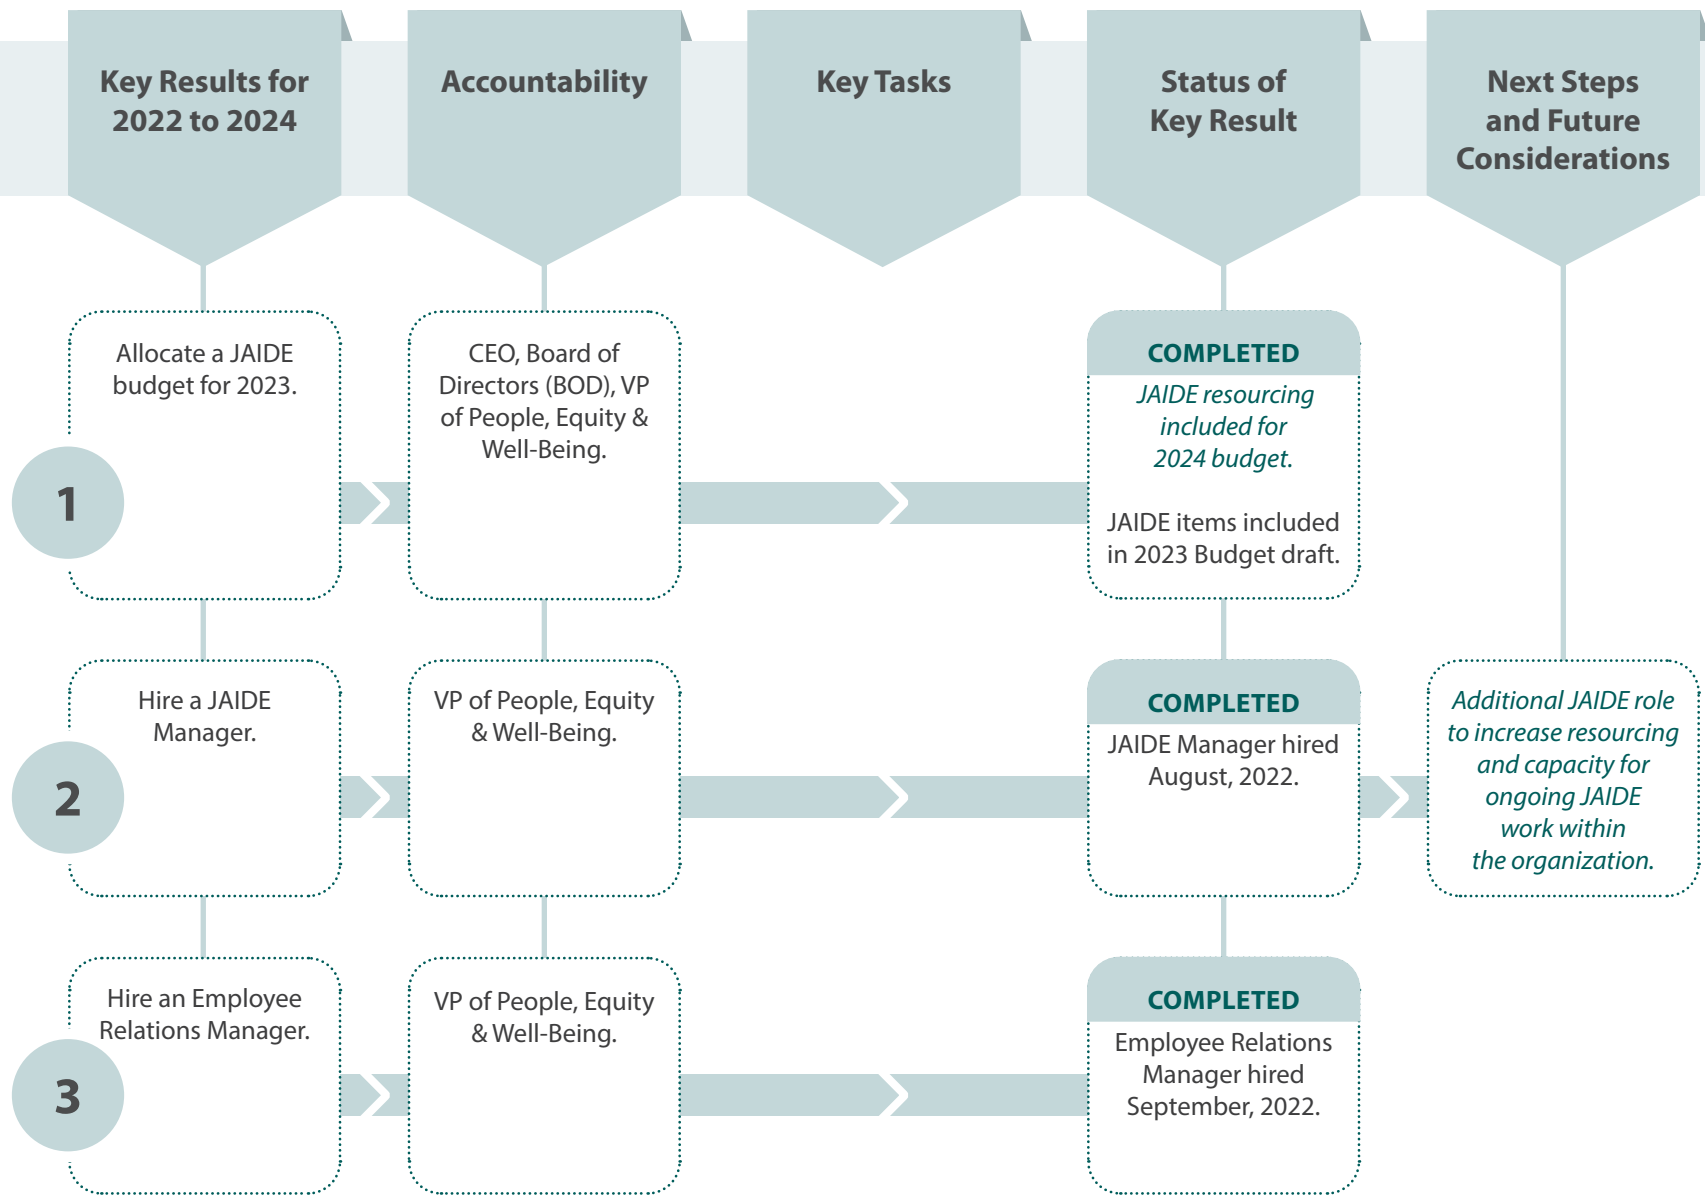 Key Results for
2022 to 2024
Accountability
Key Tasks
Status of
Key Result
Next Steps
and Future
Considerations
1
Allocate a JAIDE
budget for 2023.
CEO, Board of
Directors (BOD), VP
of People, Equity &
Well-Being.
COMPLETED
JAIDE resourcing
included for
2024 budget.
JAIDE items included
in 2023 Budget draft.
2
Hire a JAIDE
Manager.
VP of People, Equity
& Well-Being.
COMPLETED
JAIDE Manager hired
August, 2022.
Additional JAIDE role
to increase resourcing
and capacity for
ongoing JAIDE
work within
the organization.
3
Hire an Employee
Relations Manager.
VP of People, Equity
& Well-Being.
COMPLETED
Employee Relations
Manager hired
September, 2022.